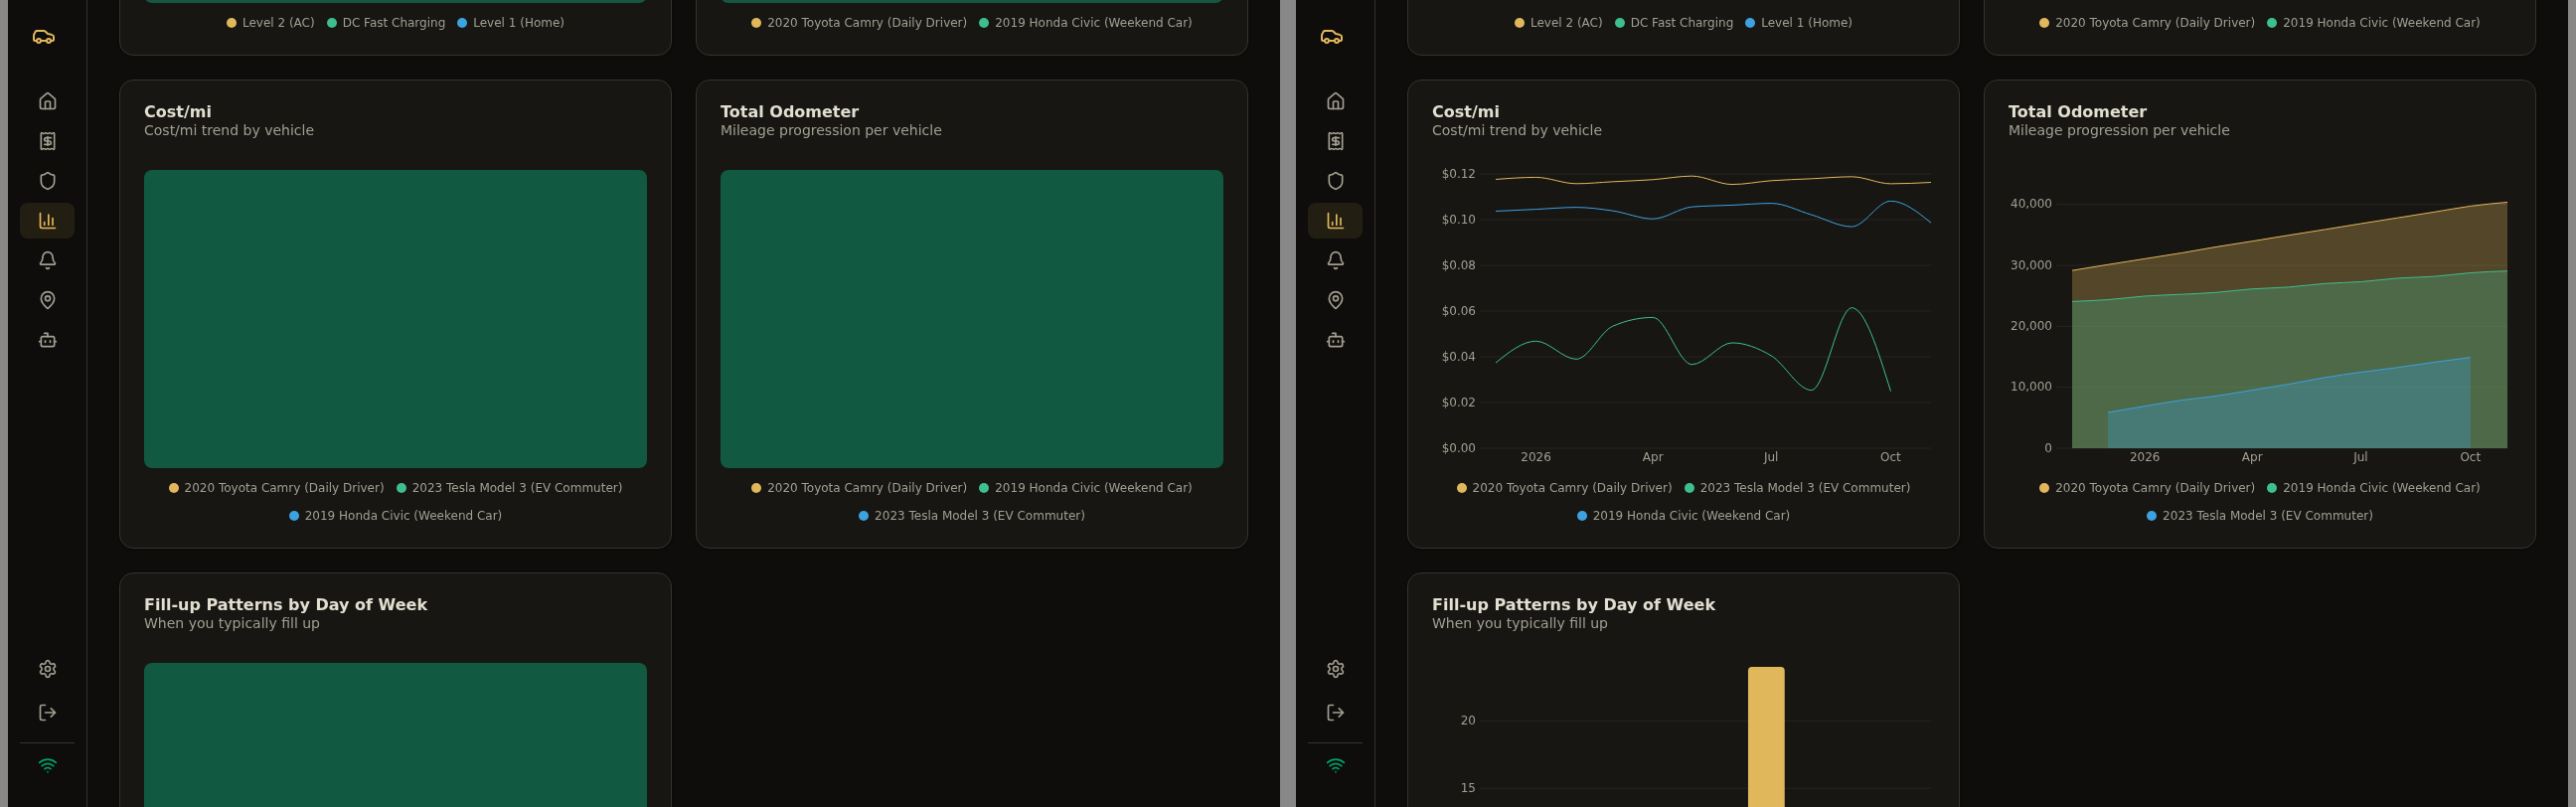 Level 2 (AC) DC Fast Charging Level 1 (Home)
2020 Toyota Camry (Daily Driver) 2019 Honda Civic (Weekend Car)
Cost/mi
Cost/mi trend by vehicle
Total Odometer
Mileage progression per vehicle
2020 Toyota Camry (Daily Driver) 2023 Tesla Model 3 (EV Commuter)
2019 Honda Civic (Weekend Car)
2020 Toyota Camry (Daily Driver) 2019 Honda Civic (Weekend Car)
2023 Tesla Model 3 (EV Commuter)
Fill-up Patterns by Day of Week
When you typically fill up
Level 2 (AC) DC Fast Charging Level 1 (Home)
2020 Toyota Camry (Daily Driver) 2019 Honda Civic (Weekend Car)
Cost/mi
Cost/mi trend by vehicle
$0.12
$0.10
$0.08
$0.06
$0.04
$0.02
$0.00
2026 Apr Jul Oct
2020 Toyota Camry (Daily Driver) 2023 Tesla Model 3 (EV Commuter)
2019 Honda Civic (Weekend Car)
Total Odometer
Mileage progression per vehicle
40,000
30,000
20,000
10,000
0
2026 Apr Jul Oct
2020 Toyota Camry (Daily Driver) 2019 Honda Civic (Weekend Car)
2023 Tesla Model 3 (EV Commuter)
Fill-up Patterns by Day of Week
When you typically fill up
20
15